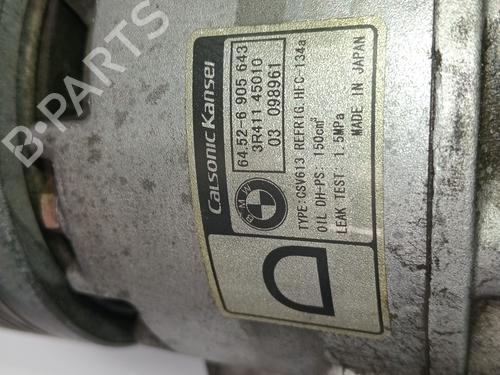 B-PARTS
Calsonic Kansei
64.52-6 905 643
3R411 45010
03 098961
BMW
TYPE:CSV613 REFRIG.HFC-134a
OIL DH-PS: 150cm³
LEAK TEST: 1.5MPa
MADE IN JAPAN
D